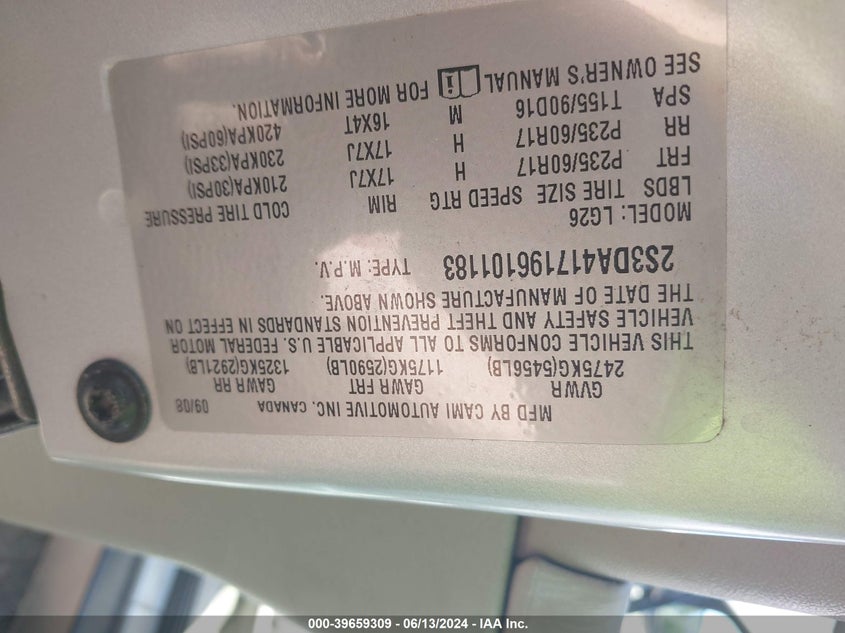 MFD BY CAMI AUTOMOTIVE INC. CANADA 09/08
GVWR GAWR FRT GAWR RR
2475KG(5456LB) 1175KG(2590LB) 1325KG(2921LB)
THIS VEHICLE CONFORMS TO ALL APPLICABLE U.S. FEDERAL MOTOR
VEHICLE SAFETY AND THEFT PREVENTION STANDARDS IN EFFECT ON
THE DATE OF MANUFACTURE SHOWN ABOVE.
2S3DA417196101183 TYPE: M.P.V.
MODEL: LG26
LBDS TIRE SIZE SPEED RTG RIM COLD TIRE PRESSURE
FRT P235/60R17 H 17X7J 210KPA(30PSI)
RR P235/60R17 H 17X7J 230KPA(33PSI)
SPA T155/90D16 M 16X4T 420KPA(60PSI)
SEE OWNER'S MANUAL i FOR MORE INFORMATION.
000-39659309 - 06/13/2024 - IAA Inc.